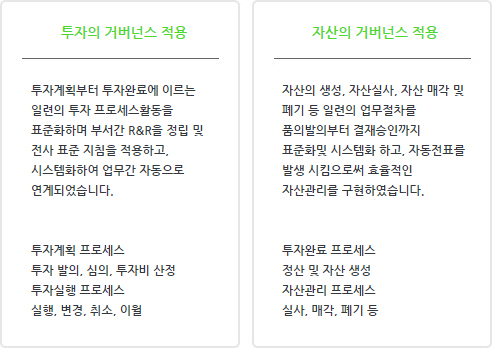 투자의 거버넌스 적용
투자계획부터 투자완료에 이르는
일련의 투자 프로세스활동을
표준화하며 부서간 R&R을 정립 및
전사 표준 지침을 적용하고,
시스템화하여 업무간 자동으로
연계되었습니다.
투자계획 프로세스
투자 발의, 심의, 투자비 산정
투자실행 프로세스
실행, 변경, 취소, 이월
자산의 거버넌스 적용
자산의 생성, 자산실사, 자산 매각 및
폐기 등 일련의 업무절차를
품의발의부터 결재승인까지
표준화및 시스템화 하고, 자동전표를
발생 시킴으로써 효율적인
자산관리를 구현하였습니다.
투자완료 프로세스
정산 및 자산 생성
자산관리 프로세스
실사, 매각, 폐기 등